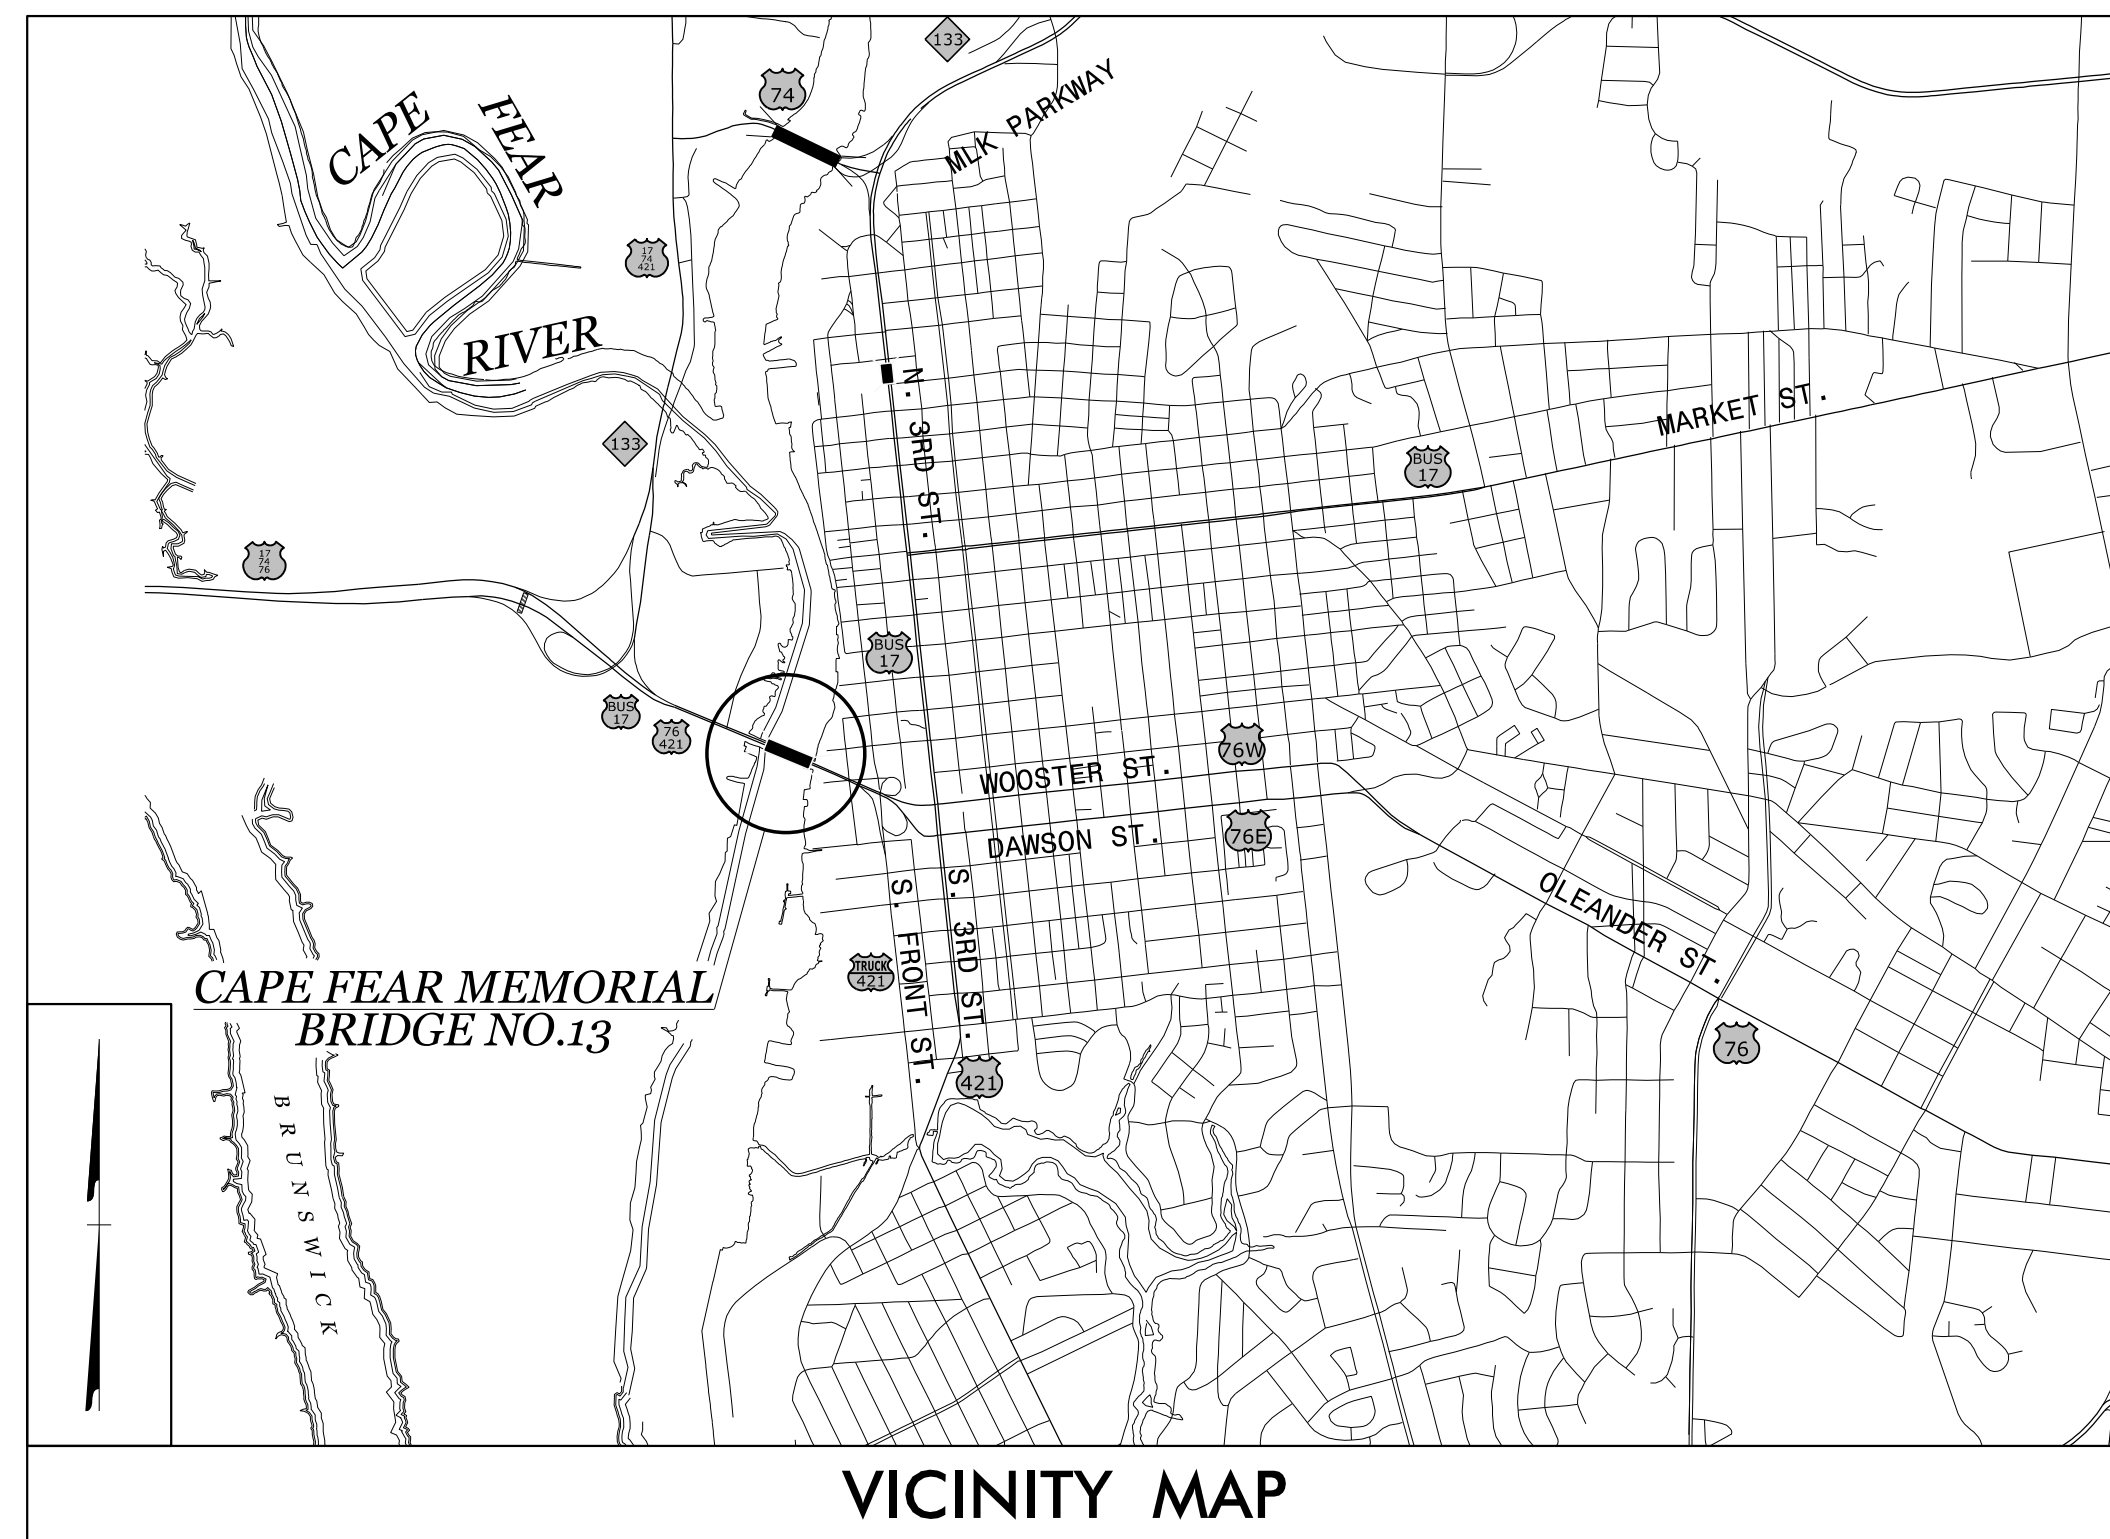 133
74
MLK PARKWAY
CAPE
FEAR
17
74
421
RIVER
N. 3RD ST.
MARKET ST.
133
BUS
17
17
74
76
BUS
17
BUS
17
76
421
76W
WOOSTER ST.
DAWSON ST.
76E
OLEANDER ST.
S. FRONT ST.
S. 3RD ST.
TRUCK
421
CAPE FEAR MEMORIAL
BRIDGE NO.13
76
421
BRUNSWICK
VICINITY MAP